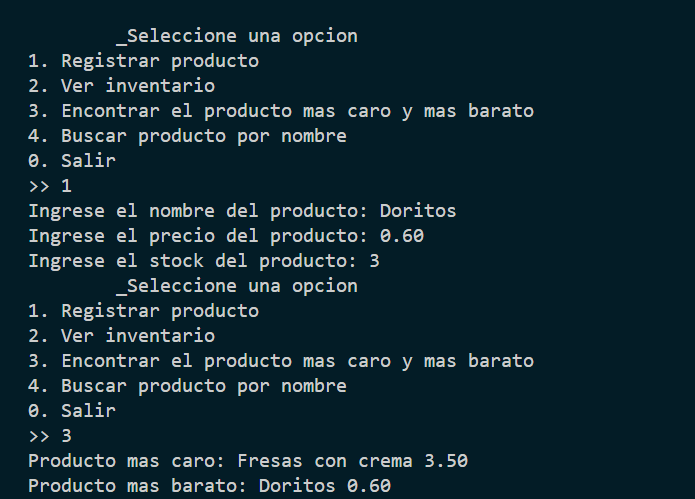 _Seleccione una opcion
1. Registrar producto
2. Ver inventario
3. Encontrar el producto mas caro y mas barato
4. Buscar producto por nombre
0. Salir
>> 1
Ingrese el nombre del producto: Doritos
Ingrese el precio del producto: 0.60
Ingrese el stock del producto: 3
_Seleccione una opcion
1. Registrar producto
2. Ver inventario
3. Encontrar el producto mas caro y mas barato
4. Buscar producto por nombre
0. Salir
>> 3
Producto mas caro: Fresas con crema 3.50
Producto mas barato: Doritos 0.60